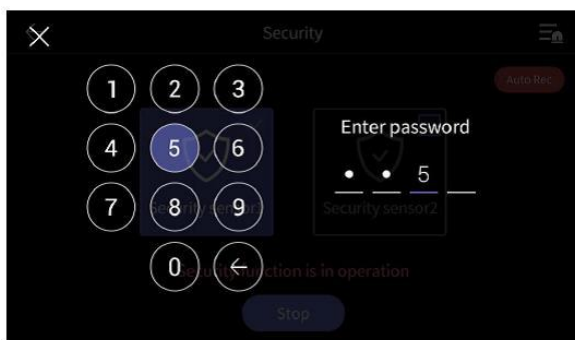 Security
Auto Rec
1 2 3
4 5 6
7 8 9
0
Enter password
5
Security sensor1
Security sensor2
Security function is in operation
Stop